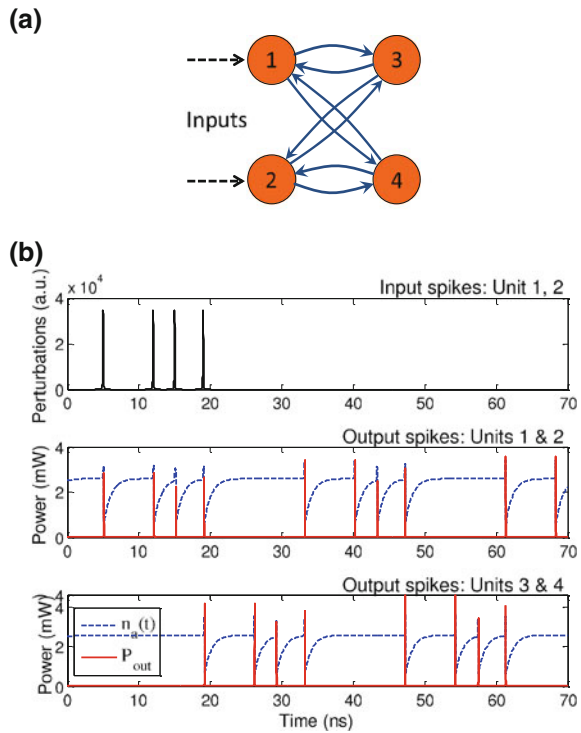 (a)
1
3
Inputs
2
4
(b)
Perturbations (a.u.)
x 10^4
Input spikes: Unit 1, 2
4
2
0
0 10 20 30 40 50 60 70
Power (mW)
Output spikes: Units 1 & 2
4
2
0
0 10 20 30 40 50 60 70
Power (mW)
Output spikes: Units 3 & 4
4.6
4
2
0
n_a(t)
P_out
0 10 20 30 40 50 60 70
Time (ns)